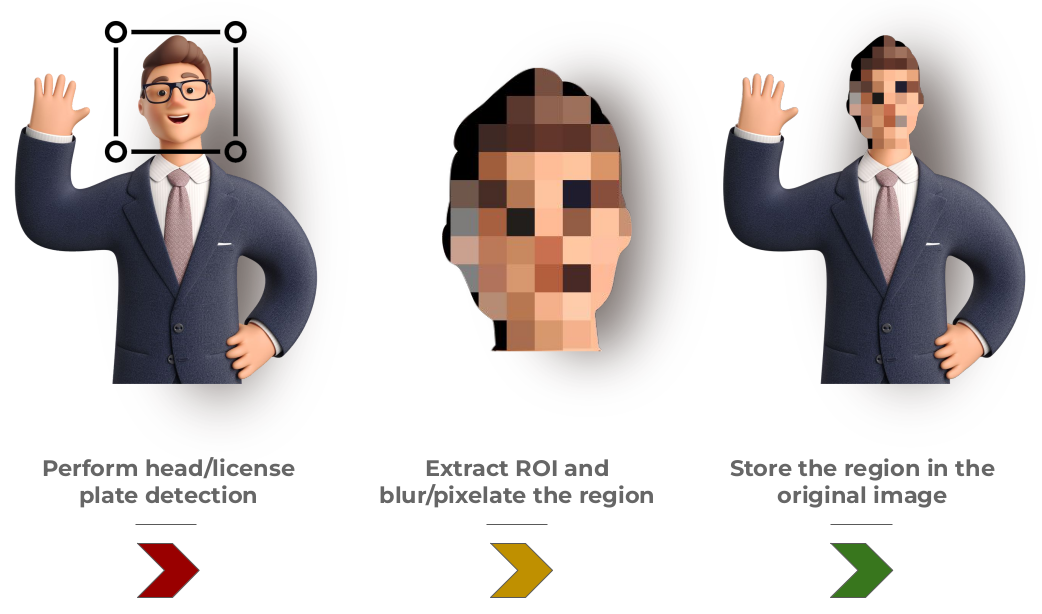 Perform head/license
plate detection
Extract ROI and
blur/pixelate the region
Store the region in the
original image